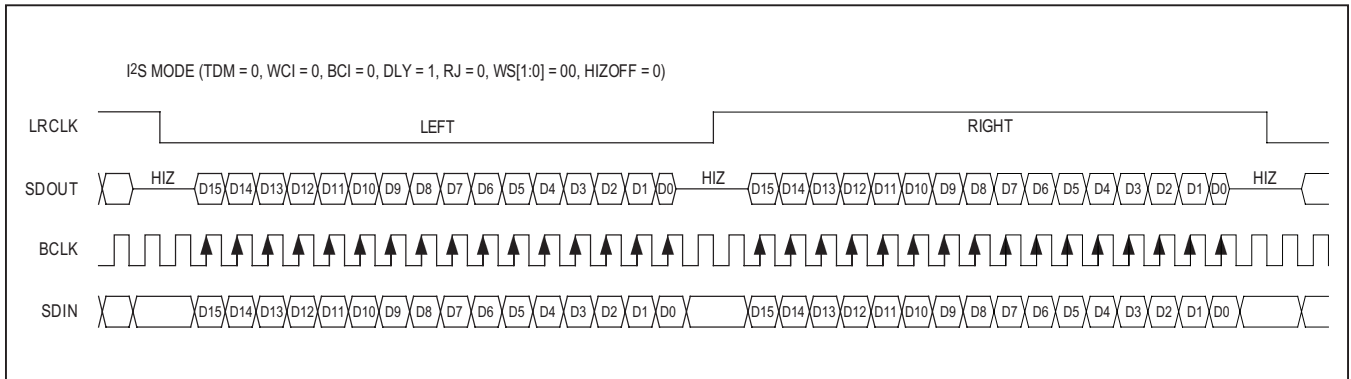 I2S MODE (TDM = 0, WCI = 0, BCI = 0, DLY = 1, RJ = 0, WS[1:0] = 00, HIZOFF = 0)
LRCLK LEFT RIGHT
SDOUT HIZ D15 D14 D13 D12 D11 D10 D9 D8 D7 D6 D5 D4 D3 D2 D1 D0 HIZ D15 D14 D13 D12 D11 D10 D9 D8 D7 D6 D5 D4 D3 D2 D1 D0 HIZ
BCLK
SDIN D15 D14 D13 D12 D11 D10 D9 D8 D7 D6 D5 D4 D3 D2 D1 D0 D15 D14 D13 D12 D11 D10 D9 D8 D7 D6 D5 D4 D3 D2 D1 D0